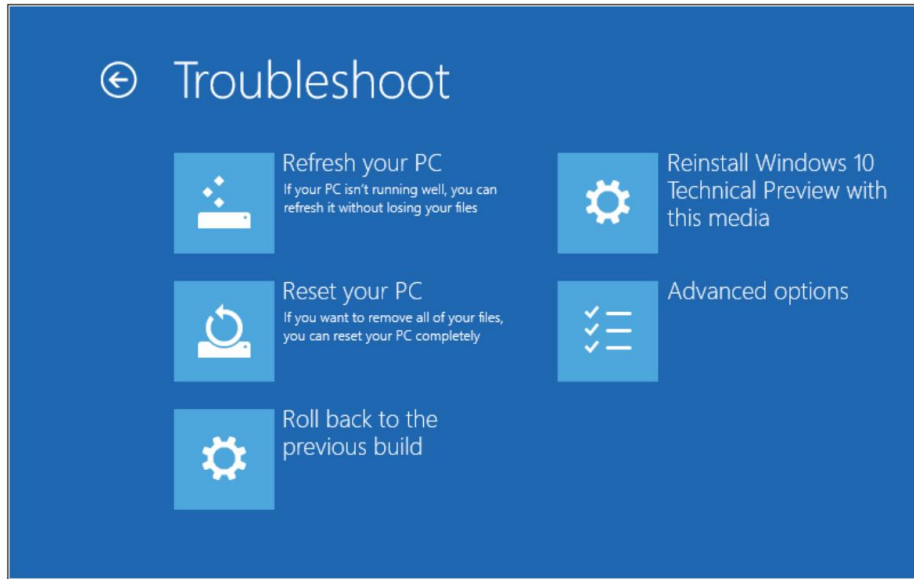 Troubleshoot
Refresh your PC
If your PC isn't running well, you can
refresh it without losing your files
Reset your PC
If you want to remove all of your files,
you can reset your PC completely
Roll back to the
previous build
Reinstall Windows 10
Technical Preview with
this media
Advanced options